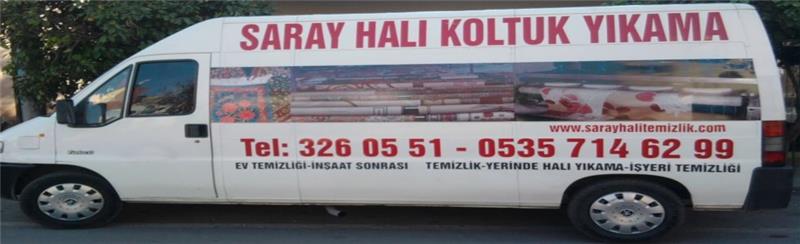 SARAY HALI KOLTUK YIKAMA
www.sarayhalitemizlik.com
Tel: 326 05 51 - 0535 714 62 99
EV TEMİZLİĞİ-İNŞAAT SONRASI TEMİZLİK-YERİNDE HALI YIKAMA-İŞYERİ TEMİZLİĞİ